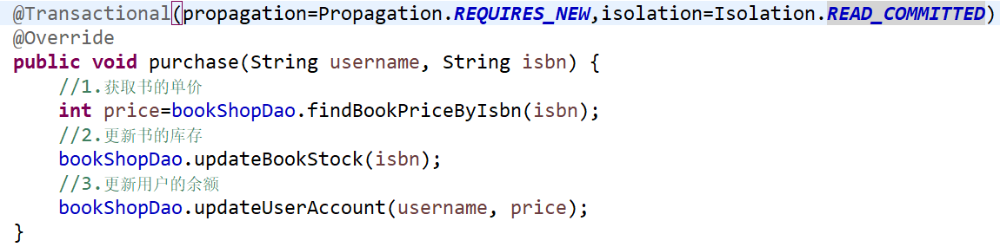 @Transactional(propagation=Propagation.REQUIRES_NEW,isolation=Isolation.READ_COMMITTED)
@Override
public void purchase(String username, String isbn) {
    //1.获取书的单价
    int price=bookShopDao.findBookPriceByIsbn(isbn);
    //2.更新书的库存
    bookShopDao.updateBookStock(isbn);
    //3.更新用户的余额
    bookShopDao.updateUserAccount(username, price);
}